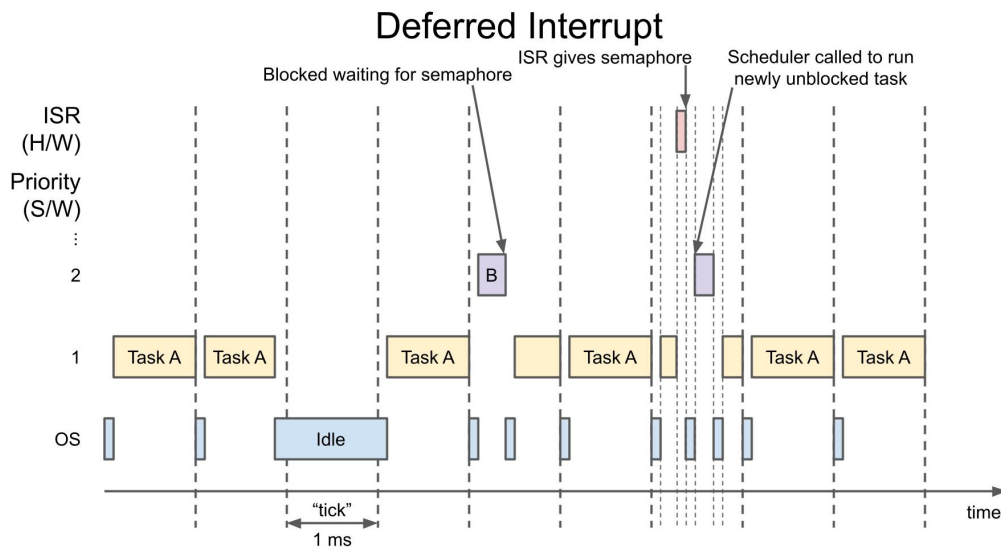 Deferred Interrupt
Blocked waiting for semaphore
ISR gives semaphore
Scheduler called to run
newly unblocked task
ISR
(H/W)
Priority
(S/W)
⋮
2
B
1
Task A
Task A
Task A
Task A
Task A
Task A
OS
Idle
"tick"
1 ms
time